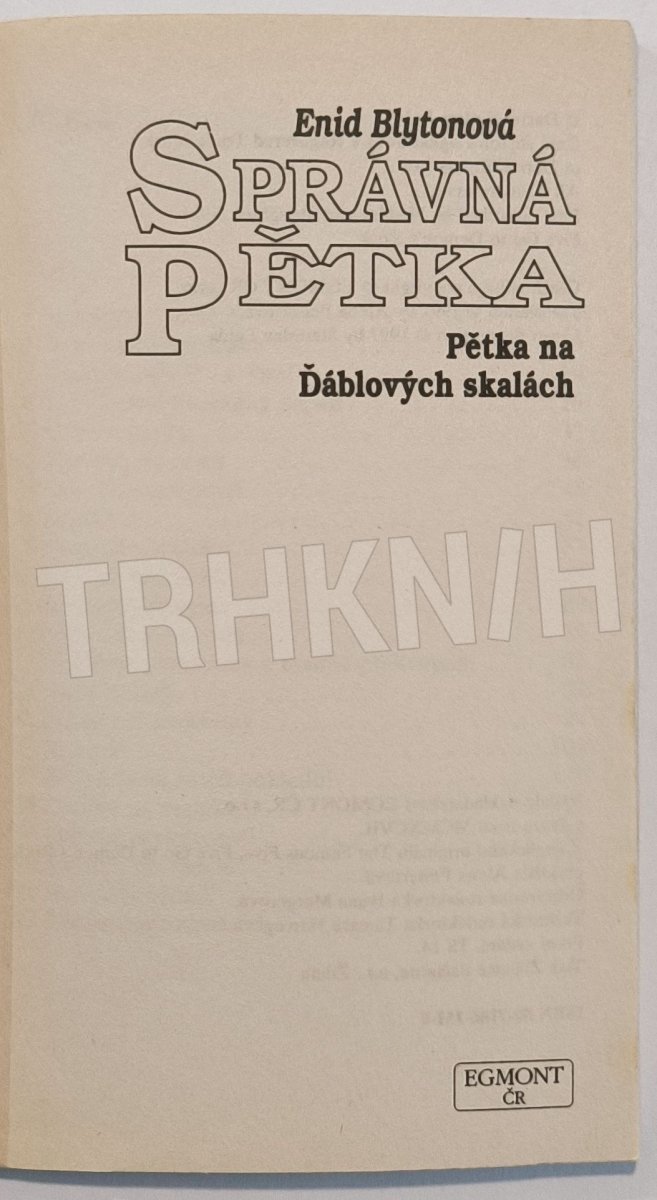 Enid Blytonová
SPRÁVNÁ
PĚTKA
Pětka na
Ďáblových skalách
TRHKNIH
EGMONT
ČR